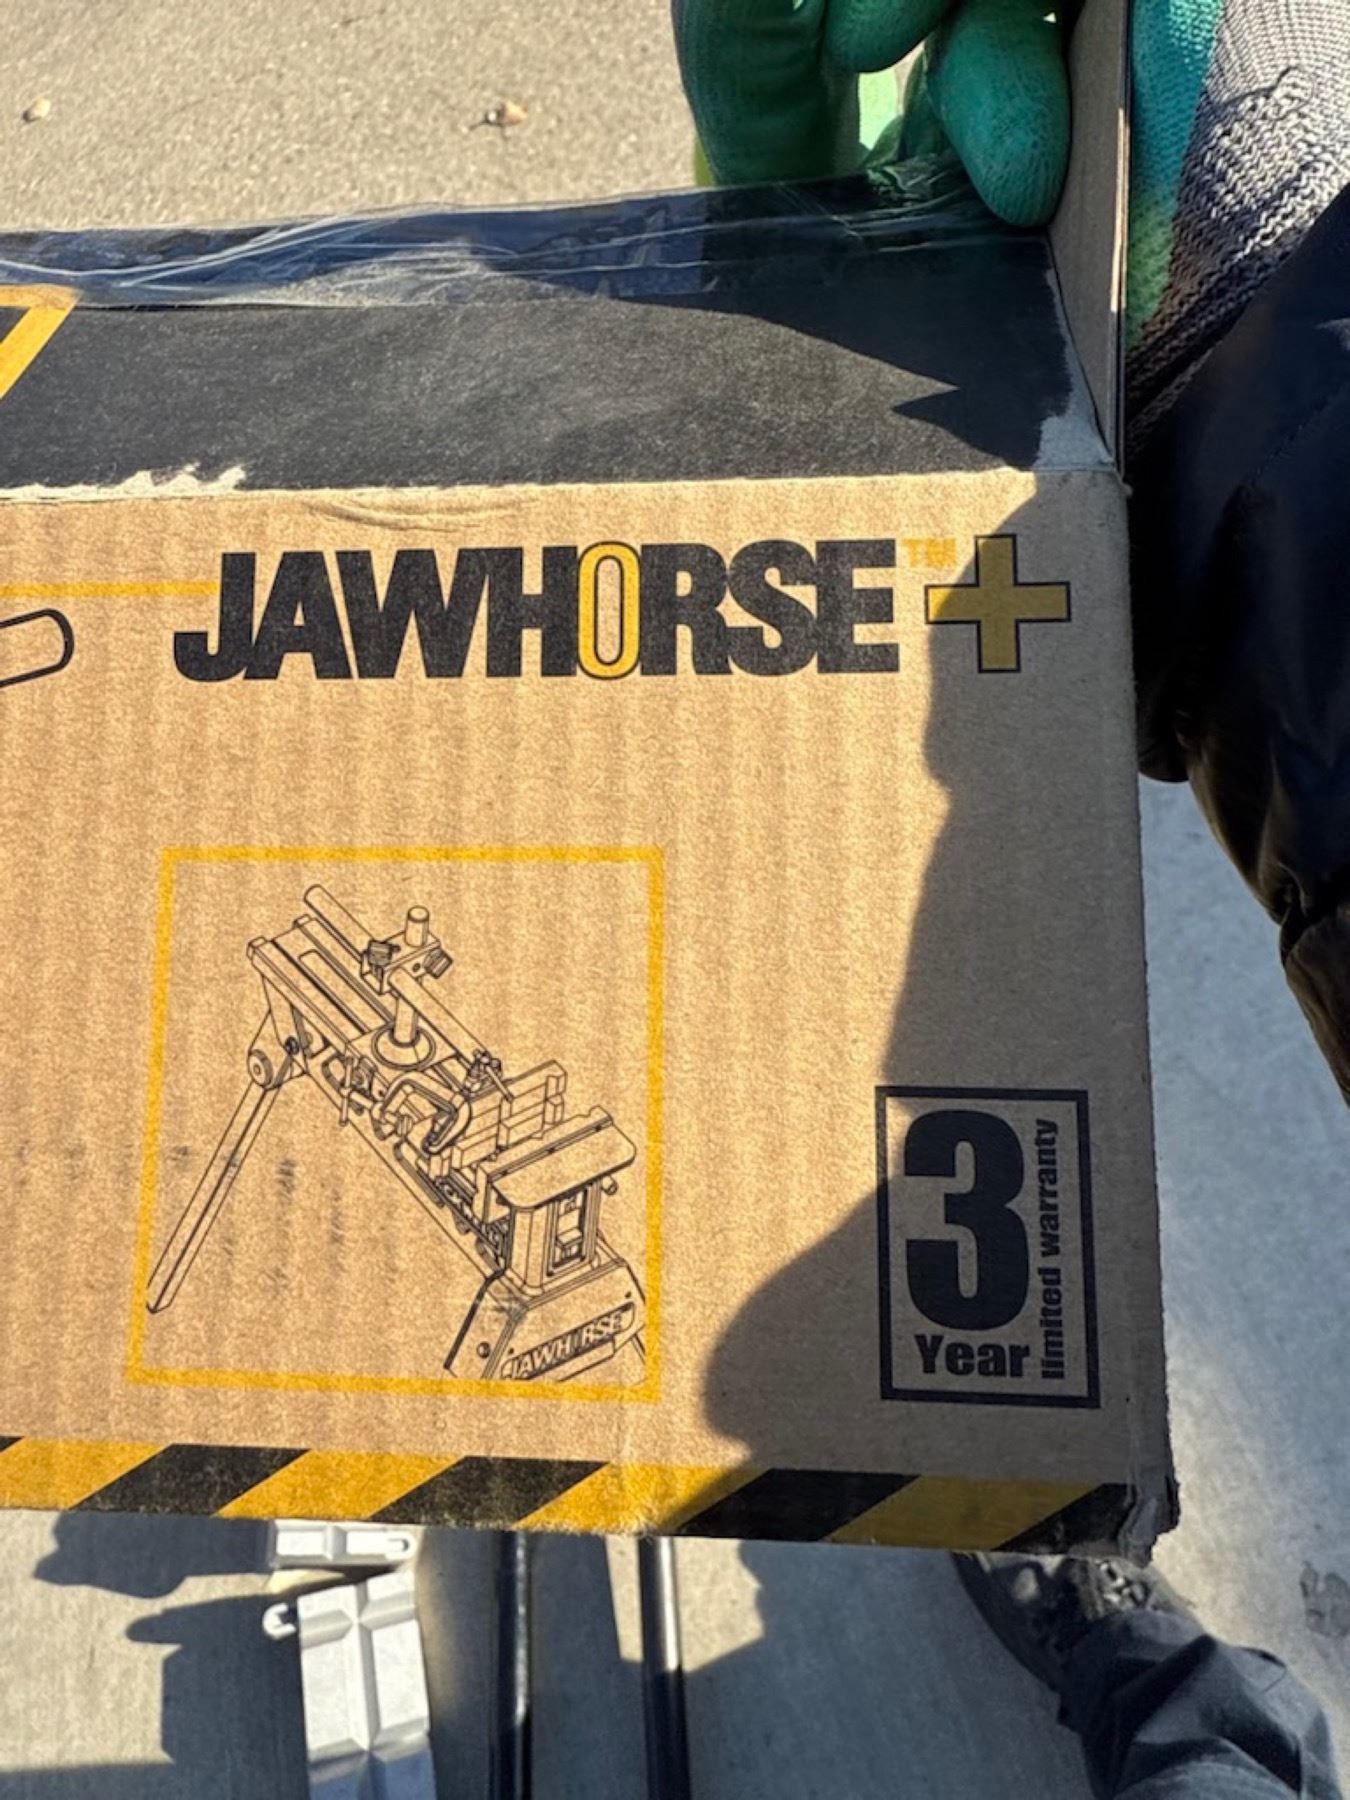 JAWHORSE™+
3
Year
limited warranty
JAWHORSE